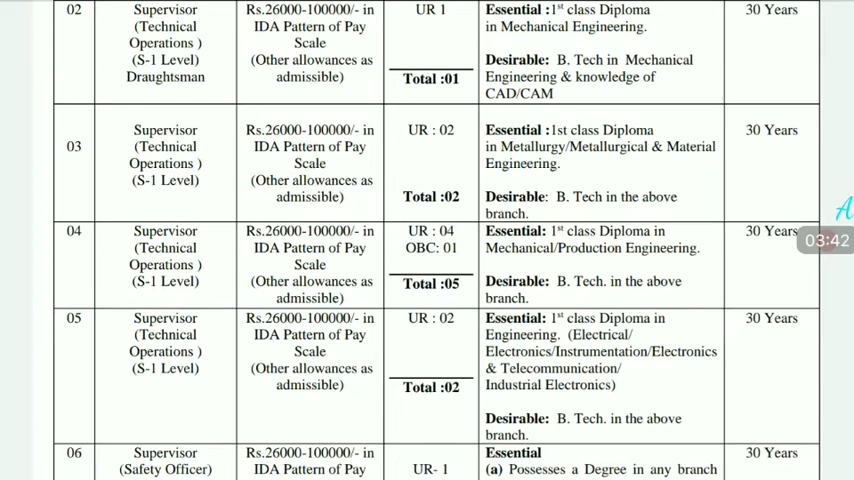 02
Supervisor
(Technical
Operations )
(S-1 Level)
Draughtsman
Rs.26000-100000/- in
IDA Pattern of Pay
Scale
(Other allowances as
admissible)
UR 1
Total :01
Essential :1st class Diploma
in Mechanical Engineering.
Desirable: B. Tech in Mechanical
Engineering & knowledge of
CAD/CAM
30 Years
03
Supervisor
(Technical
Operations )
(S-1 Level)
Rs.26000-100000/- in
IDA Pattern of Pay
Scale
(Other allowances as
admissible)
UR : 02
Total :02
Essential :1st class Diploma
in Metallurgy/Metallurgical & Material
Engineering.
Desirable: B. Tech in the above
branch.
30 Years
04
Supervisor
(Technical
Operations )
(S-1 Level)
Rs.26000-100000/- in
IDA Pattern of Pay
Scale
(Other allowances as
admissible)
UR : 04
OBC: 01
Total :05
Essential: 1st class Diploma in
Mechanical/Production Engineering.
Desirable: B. Tech. in the above
branch.
30 Years
05
Supervisor
(Technical
Operations )
(S-1 Level)
Rs.26000-100000/- in
IDA Pattern of Pay
Scale
(Other allowances as
admissible)
UR : 02
Total :02
Essential: 1st class Diploma in
Engineering. (Electrical/
Electronics/Instrumentation/Electronics
& Telecommunication/
Industrial Electronics)
Desirable: B. Tech. in the above
branch.
30 Years
06
Supervisor
(Safety Officer)
Rs.26000-100000/- in
IDA Pattern of Pay
UR- 1
Essential
(a) Possesses a Degree in any branch
30 Years
A
03:42